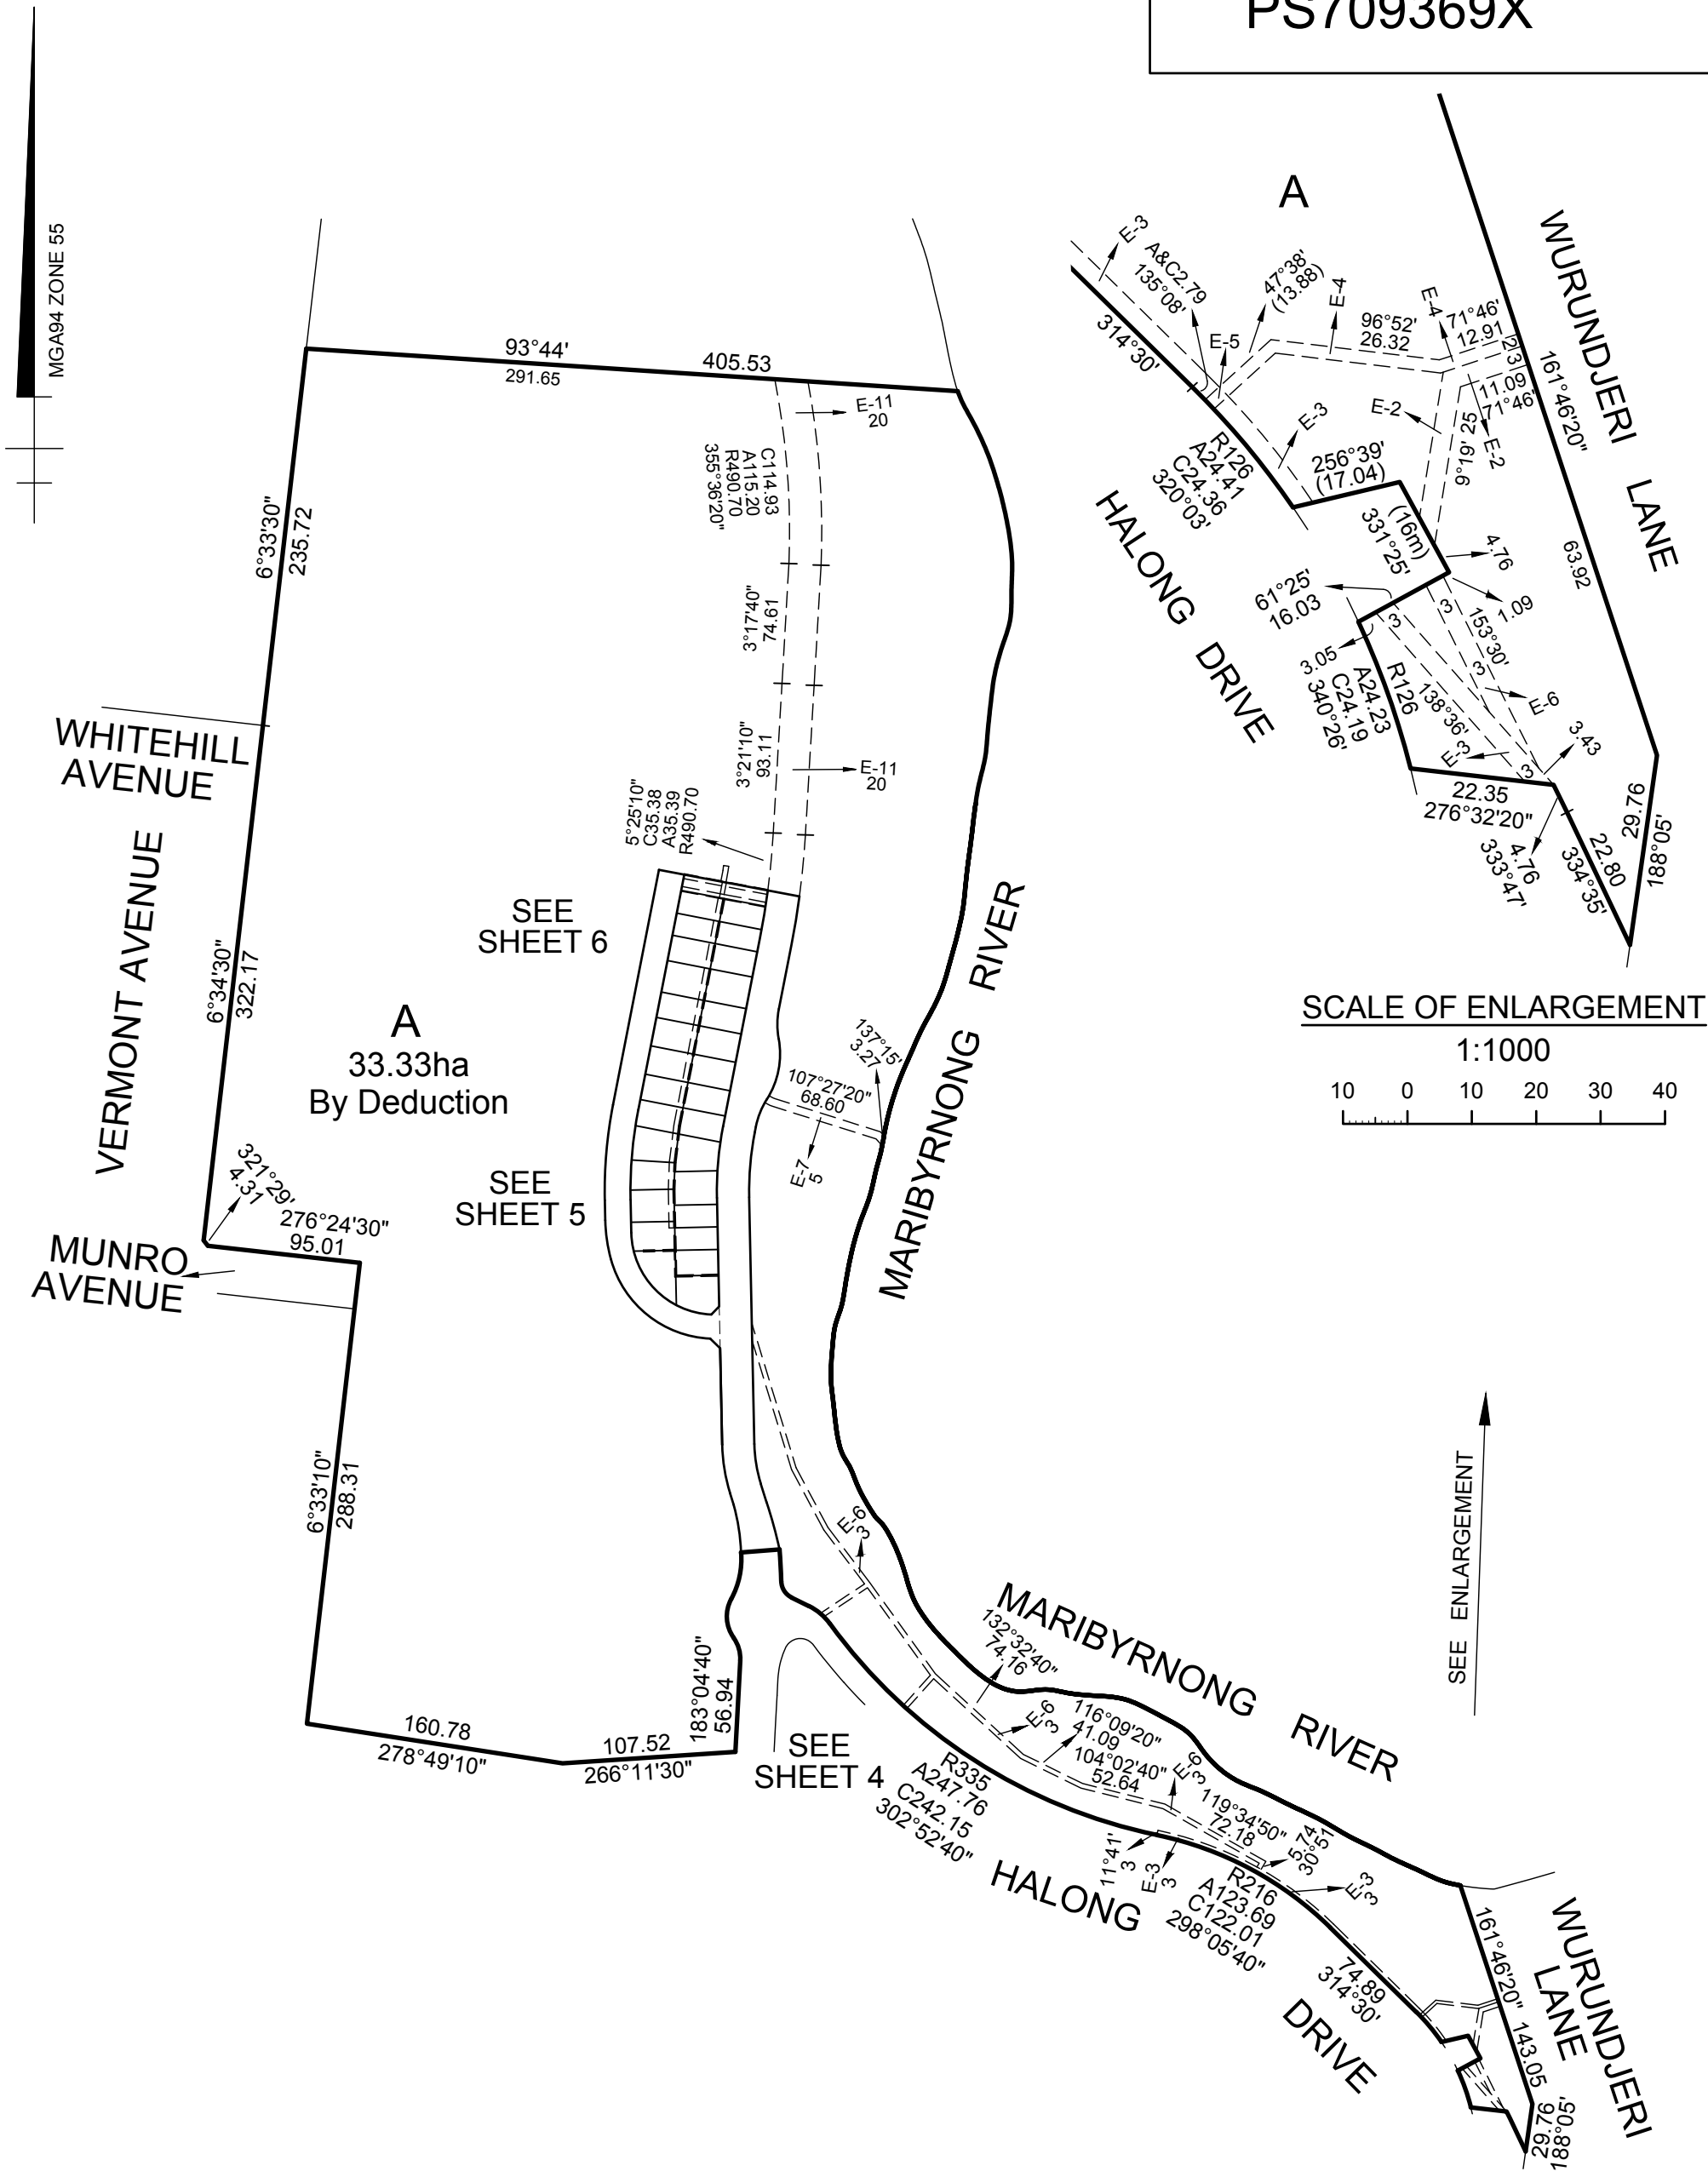 PS709369X
MGA94 ZONE 55
93°44'
291.65
405.53
E-11
20
C114.93
A115.20
R490.70
355°36'20"
6°33'30"
235.72
3°17'40"
74.61
3°21'10"
93.11
E-11
20
5°25'10"
C35.38
A35.39
R490.70
WHITEHILL
AVENUE
VERMONT AVENUE
6°34'30"
322.17
SEE
SHEET 6
A
33.33ha
By Deduction
SEE
SHEET 5
137°15'
3.27
107°27'20"
68.60
E-7
5
MARIBYRNONG RIVER
321°29'
4.31
276°24'30"
95.01
MUNRO
AVENUE
6°33'10"
288.31
160.78
278°49'10"
107.52
266°11'30"
183°04'40"
56.94
SEE
SHEET 4
E-6
3
132°32'40"
74.16
MARIBYRNONG RIVER
E-6
3
116°09'20"
41.09
104°02'40"
52.64
E-6
3
119°34'50"
72.18
5.74
30°51'
R335
A247.76
C242.15
302°52'40"
11°41'
3
E-3
3
R216
A123.69
C122.01
298°05'40"
E-3
3
HALONG DRIVE
74.89
314°30'
161°46'20" 143.05
29.76
188°05'
WURUNDJERI
LANE
A
E-3
A&C2.79
135°08'
47°38'
(13.88)
E-4
96°52'
26.32
E-4
71°46'
12.91
2
3
314°30'
E-5
11.09
71°46'
E-2
E-2
9°19' 25
E-3
R126
A24.41
C24.36
320°03'
256°39'
(17.04)
(16m)
331°25'
161°46'20"
63.92
WURUNDJERI LANE
HALONG DRIVE
61°25'
16.03
4.76
1.09
3
3
153°30'
3
E-6
3.05
R126
A24.23
C24.19
340°26'
3
138°36'
E-3
3
3.43
22.35
276°32'20"
4.76
333°47'
22.80
334°35'
29.76
188°05'
SCALE OF ENLARGEMENT
1:1000
10 0 10 20 30 40
SEE ENLARGEMENT